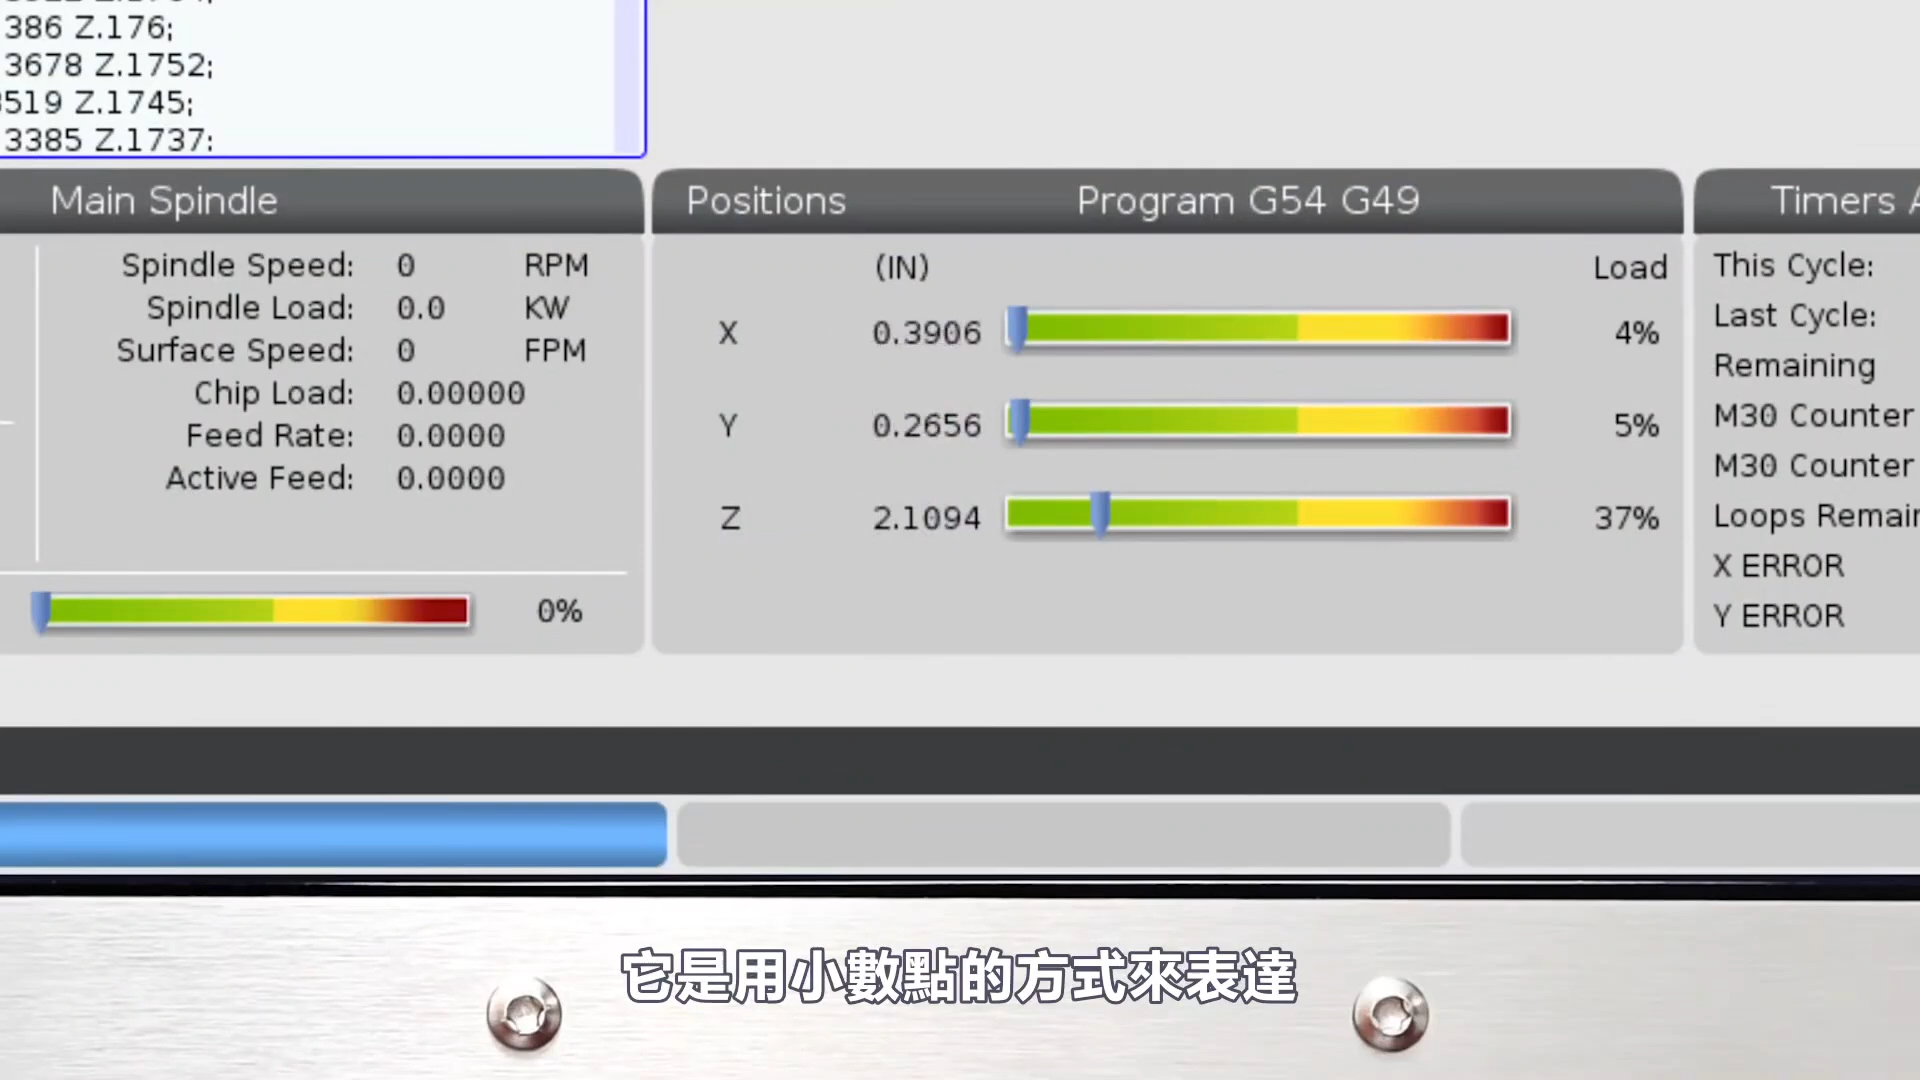 386 Z.176;
3678 Z.1752;
3519 Z.1745;
3385 Z.1737;
Main Spindle
Spindle Speed: 0 RPM
Spindle Load: 0.0 KW
Surface Speed: 0 FPM
Chip Load: 0.00000
Feed Rate: 0.0000
Active Feed: 0.0000
0%
Positions Program G54 G49
(IN) Load
X 0.3906 4%
Y 0.2656 5%
Z 2.1094 37%
Timers
This Cycle:
Last Cycle:
Remaining
M30 Counter
M30 Counter
Loops Remain
X ERROR
Y ERROR
它是用小數點的方式來表達